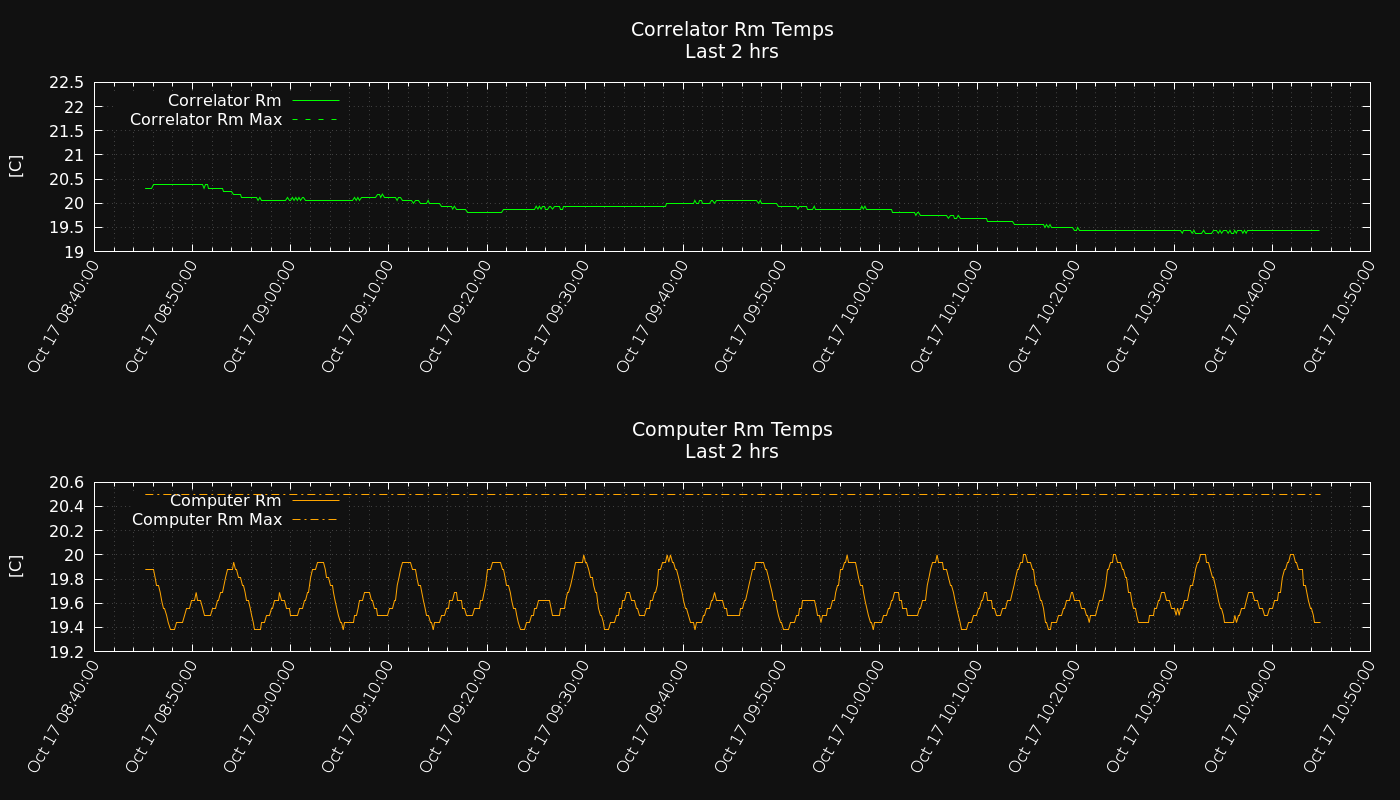 Correlator Rm Temps
Last 2 hrs
22.5
22
21.5
21
20.5
20
19.5
19
[C]
Correlator Rm
Correlator Rm Max
Oct 17 08:40:00
Oct 17 08:50:00
Oct 17 09:00:00
Oct 17 09:10:00
Oct 17 09:20:00
Oct 17 09:30:00
Oct 17 09:40:00
Oct 17 09:50:00
Oct 17 10:00:00
Oct 17 10:10:00
Oct 17 10:20:00
Oct 17 10:30:00
Oct 17 10:40:00
Oct 17 10:50:00
Computer Rm Temps
Last 2 hrs
20.6
20.4
20.2
20
19.8
19.6
19.4
19.2
[C]
Computer Rm
Computer Rm Max
Oct 17 08:40:00
Oct 17 08:50:00
Oct 17 09:00:00
Oct 17 09:10:00
Oct 17 09:20:00
Oct 17 09:30:00
Oct 17 09:40:00
Oct 17 09:50:00
Oct 17 10:00:00
Oct 17 10:10:00
Oct 17 10:20:00
Oct 17 10:30:00
Oct 17 10:40:00
Oct 17 10:50:00